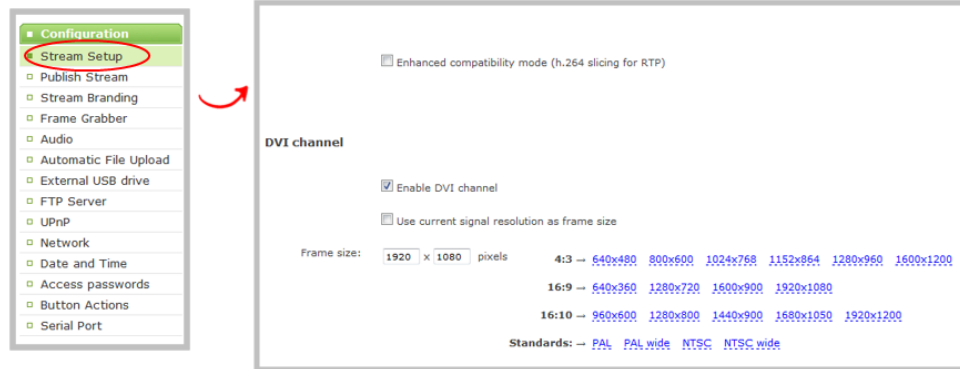 Configuration
Stream Setup
Publish Stream
Stream Branding
Frame Grabber
Audio
Automatic File Upload
External USB drive
FTP Server
UPnP
Network
Date and Time
Access passwords
Button Actions
Serial Port
Enhanced compatibility mode (h.264 slicing for RTP)
DVI channel
Enable DVI channel
Use current signal resolution as frame size
Frame size: 1920 x 1080 pixels 4:3 → 640x480 800x600 1024x768 1152x864 1280x960 1600x1200
16:9 → 640x360 1280x720 1600x900 1920x1080
16:10 → 960x600 1280x800 1440x900 1680x1050 1920x1200
Standards: → PAL PAL wide NTSC NTSC wide